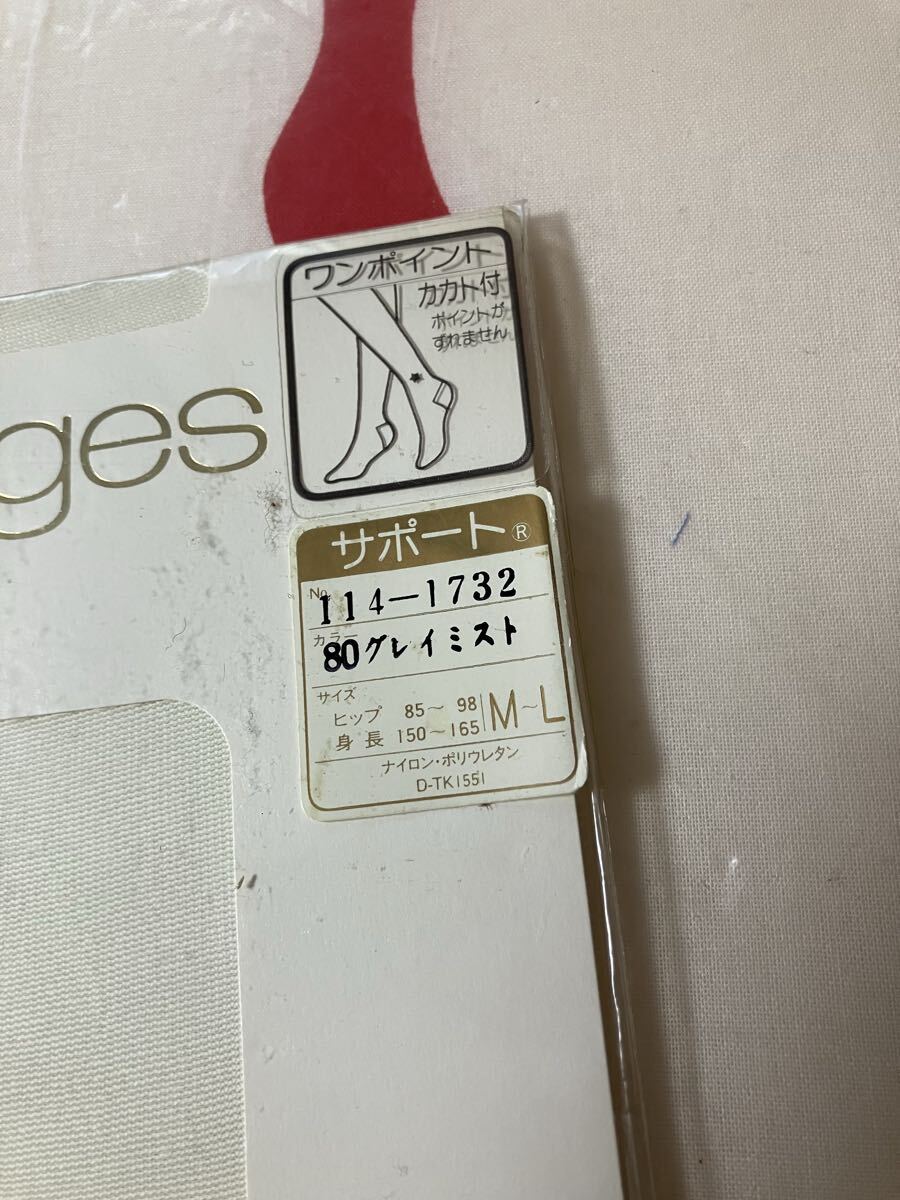 ワンポイント
カカト付
ポイントが
ずれません
ges
サポート®
No. 114-1732
カラー 80グレイミスト
サイズ
ヒップ 85~98 M~L
身長 150~165
ナイロン・ポリウレタン
D-TK1551